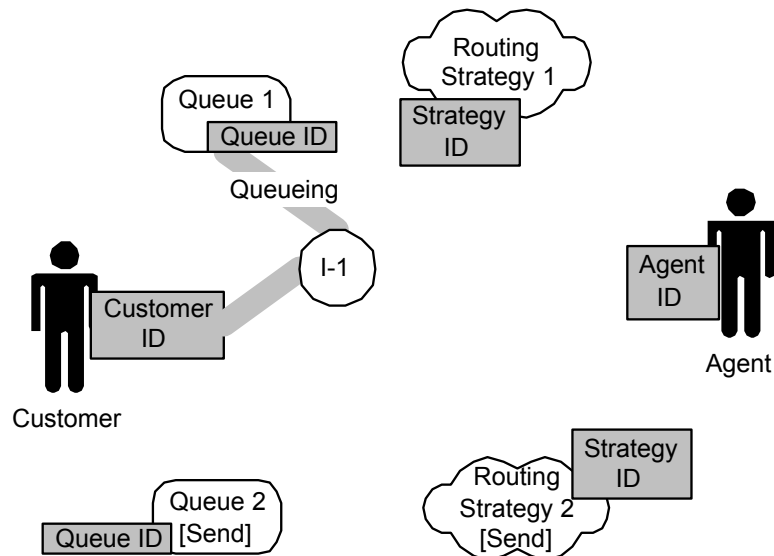 Routing
Strategy 1
Queue 1
Queue ID
Strategy
ID
Queueing
I-1
Agent
ID
Customer
ID
Agent
Customer
Strategy
ID
Routing
Strategy 2
[Send]
Queue 2
[Send]
Queue ID